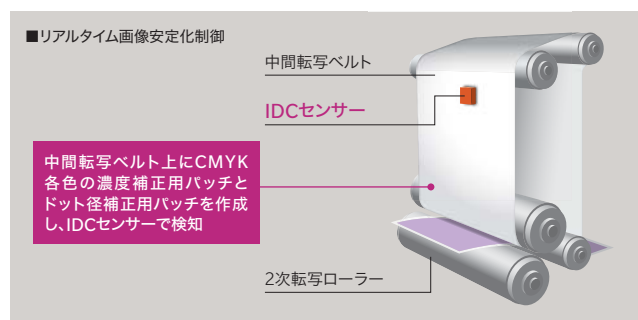 ■リアルタイム画像安定化制御
中間転写ベルト
IDCセンサー
中間転写ベルト上にCMYK
各色の濃度補正用パッチと
ドット径補正用パッチを作成
し、IDCセンサーで検知
2次転写ローラー